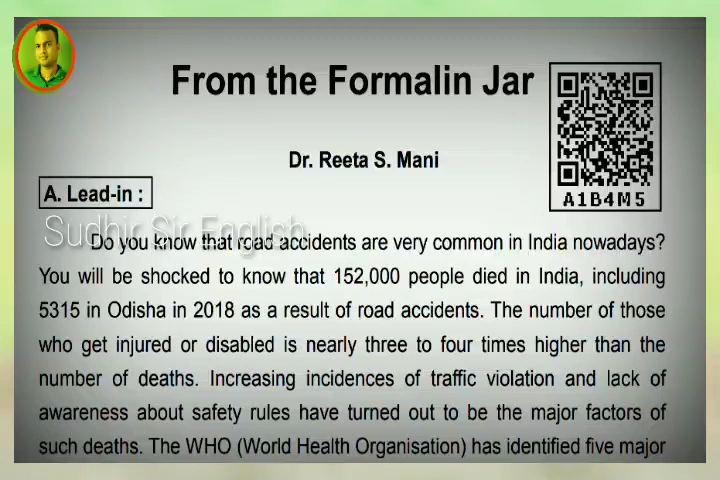 From the Formalin Jar
Dr. Reeta S. Mani
A1B4M5
A. Lead-in :
Sudhir Sir English
Do you know that road accidents are very common in India nowadays?
You will be shocked to know that 152,000 people died in India, including
5315 in Odisha in 2018 as a result of road accidents. The number of those
who get injured or disabled is nearly three to four times higher than the
number of deaths. Increasing incidences of traffic violation and lack of
awareness about safety rules have turned out to be the major factors of
such deaths. The WHO (World Health Organisation) has identified five major